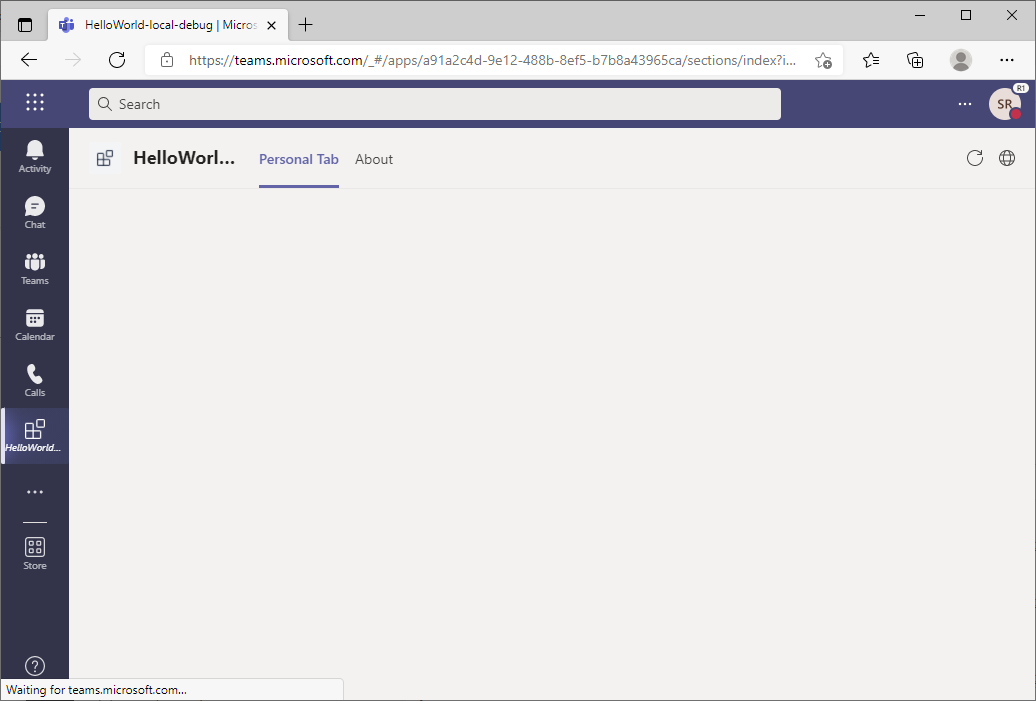 HelloWorld-local-debug | Micros
https://teams.microsoft.com/_#/apps/a91a2c4d-9e12-488b-8ef5-b7b8a43965ca/sections/index?i...
Search
SR
R1
HelloWorl...
Personal Tab
About
Activity
Chat
Teams
Calendar
Calls
HelloWorld...
Store
Waiting for teams.microsoft.com...